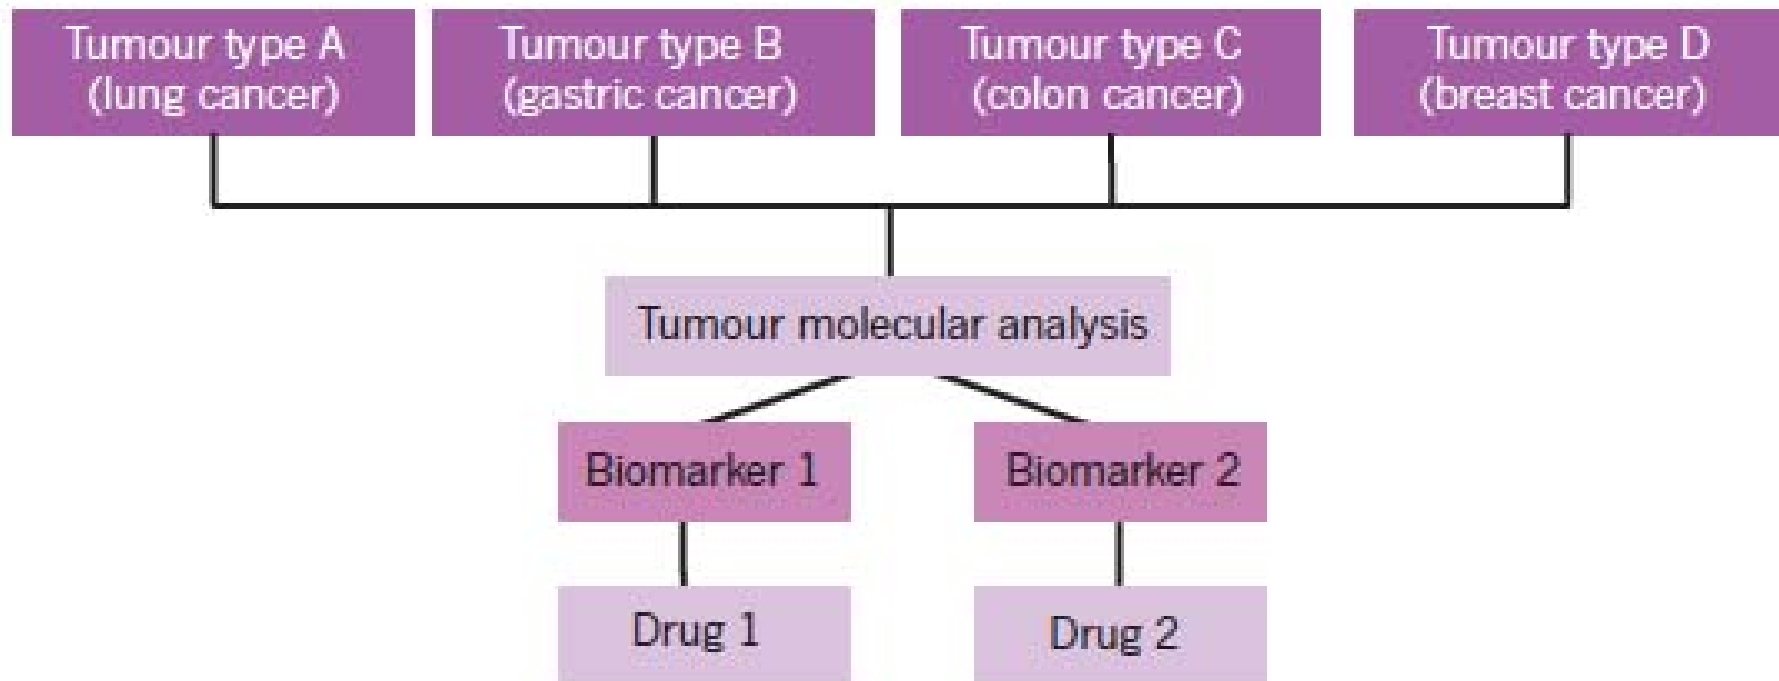 Tumour type A
(lung cancer)
Tumour type B
(gastric cancer)
Tumour type C
(colon cancer)
Tumour type D
(breast cancer)
Tumour molecular analysis
Biomarker 1
Biomarker 2
Drug 1
Drug 2